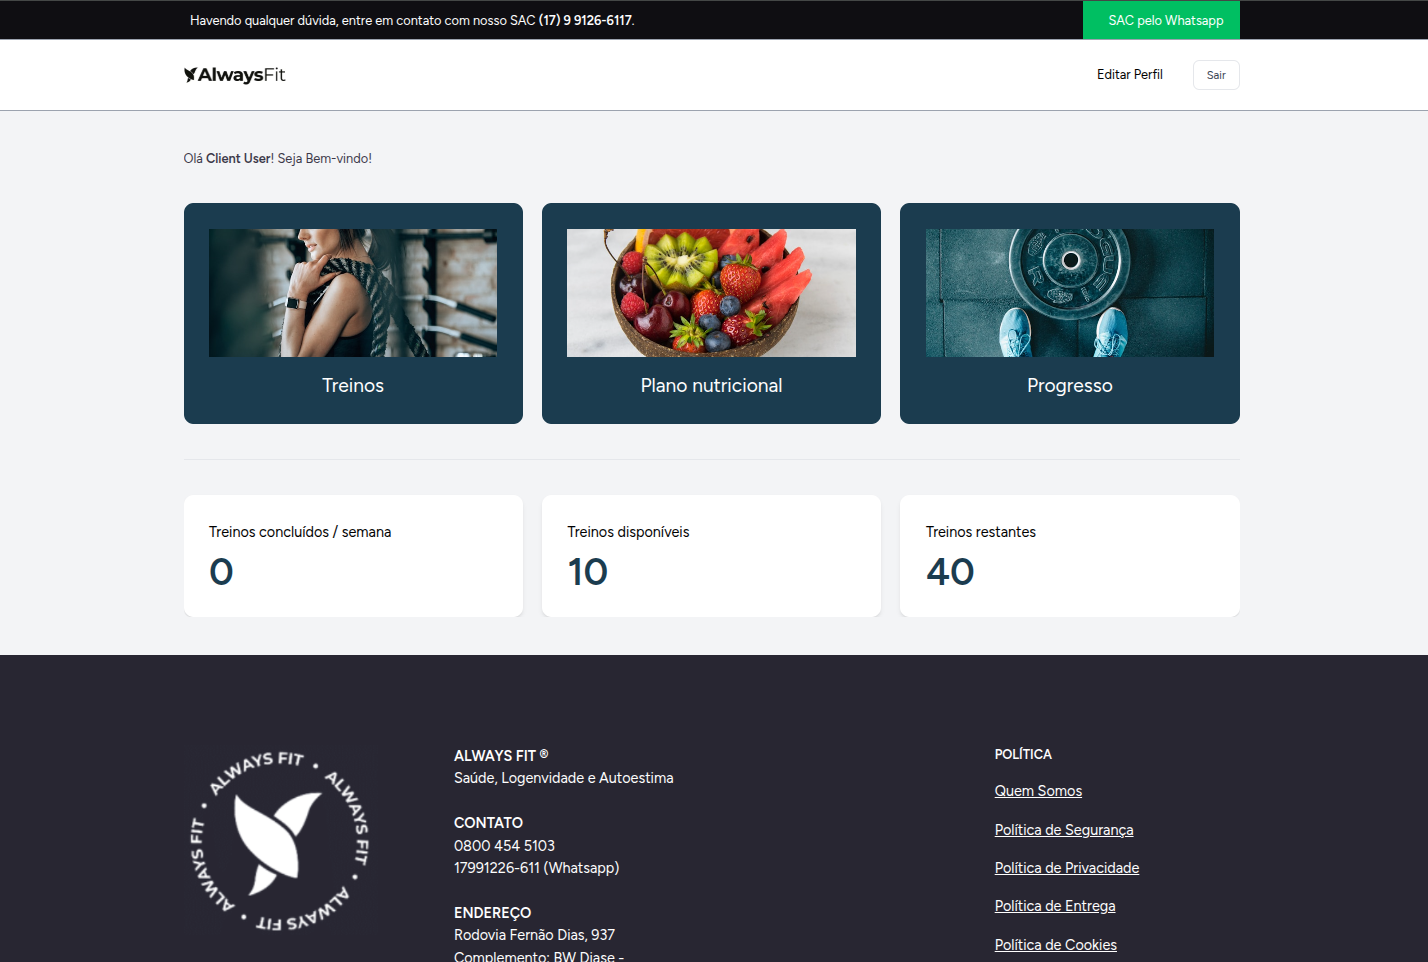 Havendo qualquer dúvida, entre em contato com nosso SAC (17) 9 9126-6117.
SAC pelo Whatsapp
AlwaysFit
Editar Perfil
Sair
Olá Client User! Seja Bem-vindo!
Treinos
Plano nutricional
Progresso
Treinos concluídos / semana
0
Treinos disponíveis
10
Treinos restantes
40
ALWAYS FIT • ALWAYS FIT • ALWAYS FIT • ALWAYS FIT •
ALWAYS FIT ®
Saúde, Logenvidade e Autoestima
CONTATO
0800 454 5103
17991226-611 (Whatsapp)
ENDEREÇO
Rodovia Fernão Dias, 937
Complemento: BW Diase -
POLÍTICA
Quem Somos
Política de Segurança
Política de Privacidade
Política de Entrega
Política de Cookies